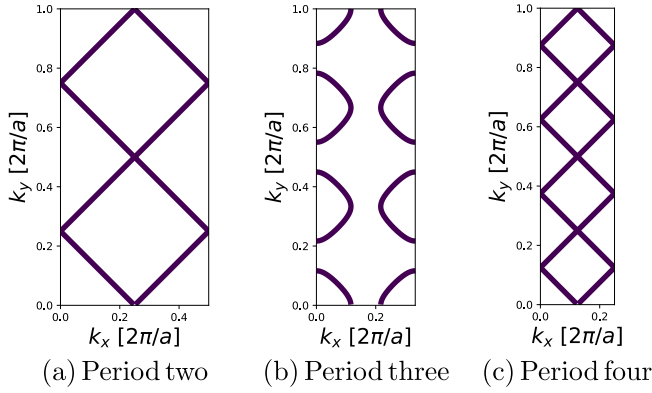 1.0
0.8
0.6
0.4
0.2
0.0
0.0 0.2 0.4
k_y [2π/a]
k_x [2π/a]
(a) Period two
1.0
0.8
0.6
0.4
0.2
0.0
0.0 0.2
k_y [2π/a]
k_x [2π/a]
(b) Period three
1.0
0.8
0.6
0.4
0.2
0.0
0.0 0.2
k_y [2π/a]
k_x [2π/a]
(c) Period four